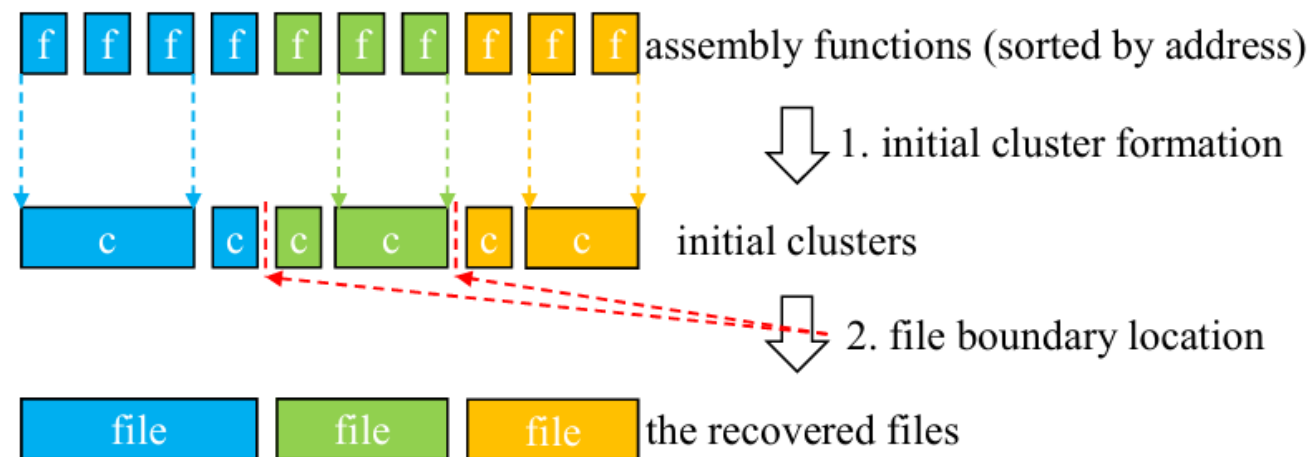 f f f f f f f f f f assembly functions (sorted by address)
1. initial cluster formation
c c c c c c initial clusters
2. file boundary location
file file file the recovered files